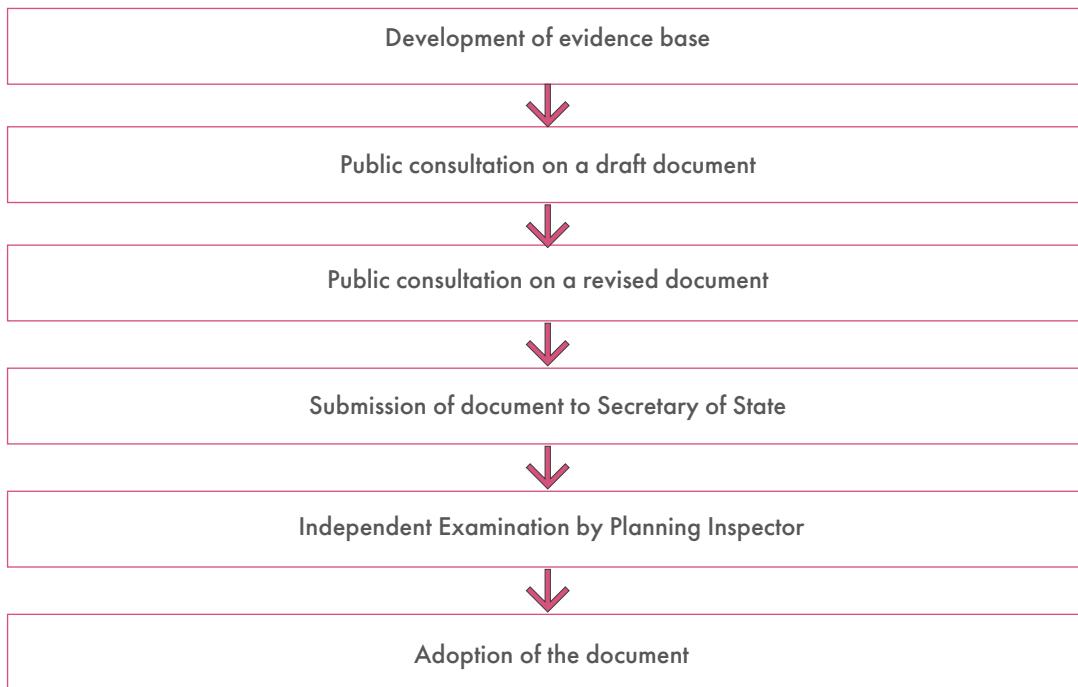 Development of evidence base
Public consultation on a draft document
Public consultation on a revised document
Submission of document to Secretary of State
Independent Examination by Planning Inspector
Adoption of the document